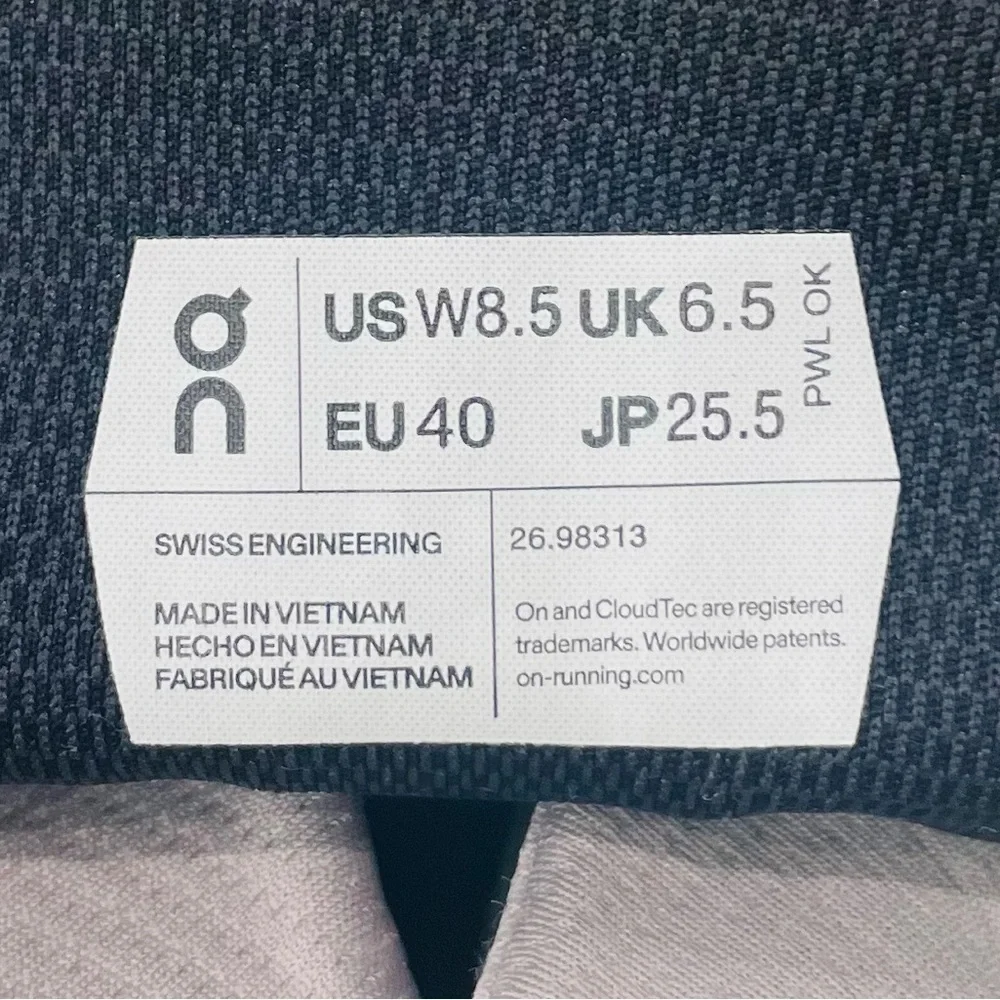 On
US W8.5 UK 6.5
EU 40 JP 25.5
PWL OK
SWISS ENGINEERING
MADE IN VIETNAM
HECHO EN VIETNAM
FABRIQUÉ AU VIETNAM
26.98313
On and CloudTec are registered
trademarks. Worldwide patents.
on-running.com